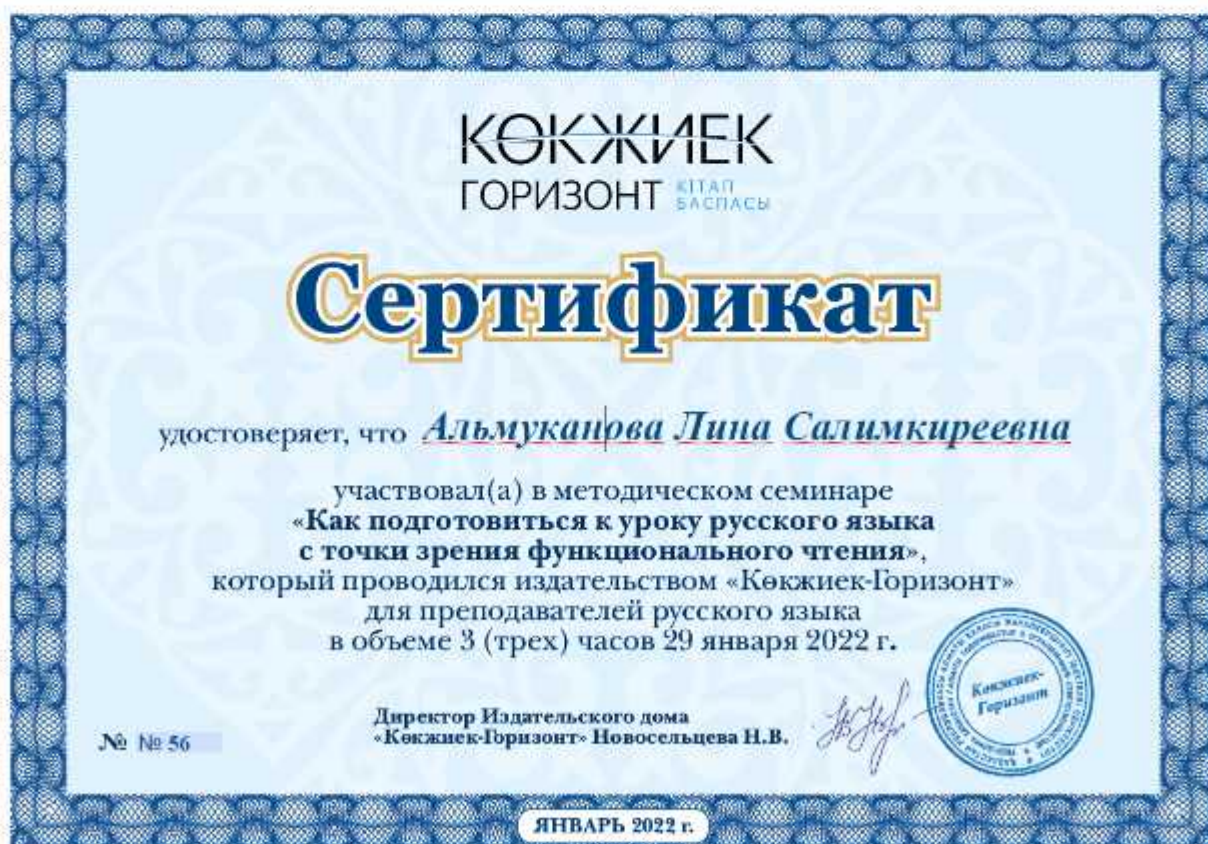 КӨКЖИЕК
ГОРИЗОНТ КІТАП БАСПАСЫ
Сертификат
удостоверяет, что Альмуканова Лина Салимкиреевна
участвовал(а) в методическом семинаре
«Как подготовиться к уроку русского языка
с точки зрения функционального чтения»,
который проводился издательством «Көкжиек-Горизонт»
для преподавателей русского языка
в объеме 3 (трех) часов 29 января 2022 г.
Директор Издательского дома
«Көкжиек-Горизонт» Новосельцева Н.В.
Көкжиек-
Горизонт
№ № 56
ЯНВАРЬ 2022 г.